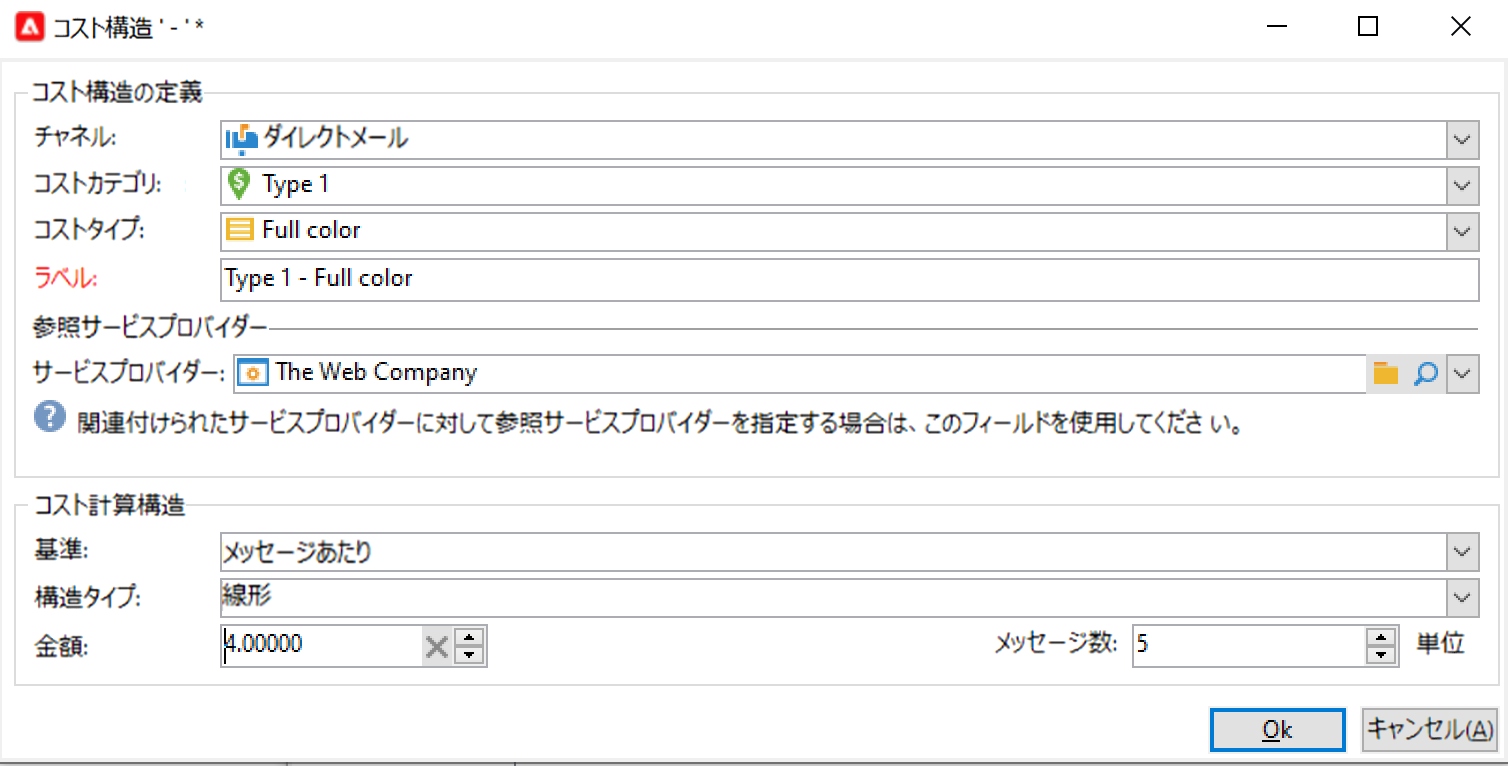 コスト構造 ' - ' *
コスト構造の定義
チャネル: ダイレクトメール
コストカテゴリ: Type 1
コストタイプ: Full color
ラベル: Type 1 - Full color
参照サービスプロバイダー
サービスプロバイダー: The Web Company
関連付けられたサービスプロバイダーに対して参照サービスプロバイダーを指定する場合は、このフィールドを使用してください。
コスト計算構造
基準: メッセージあたり
構造タイプ: 線形
金額: 4.00000 メッセージ数: 5 単位
Ok キャンセル(A)